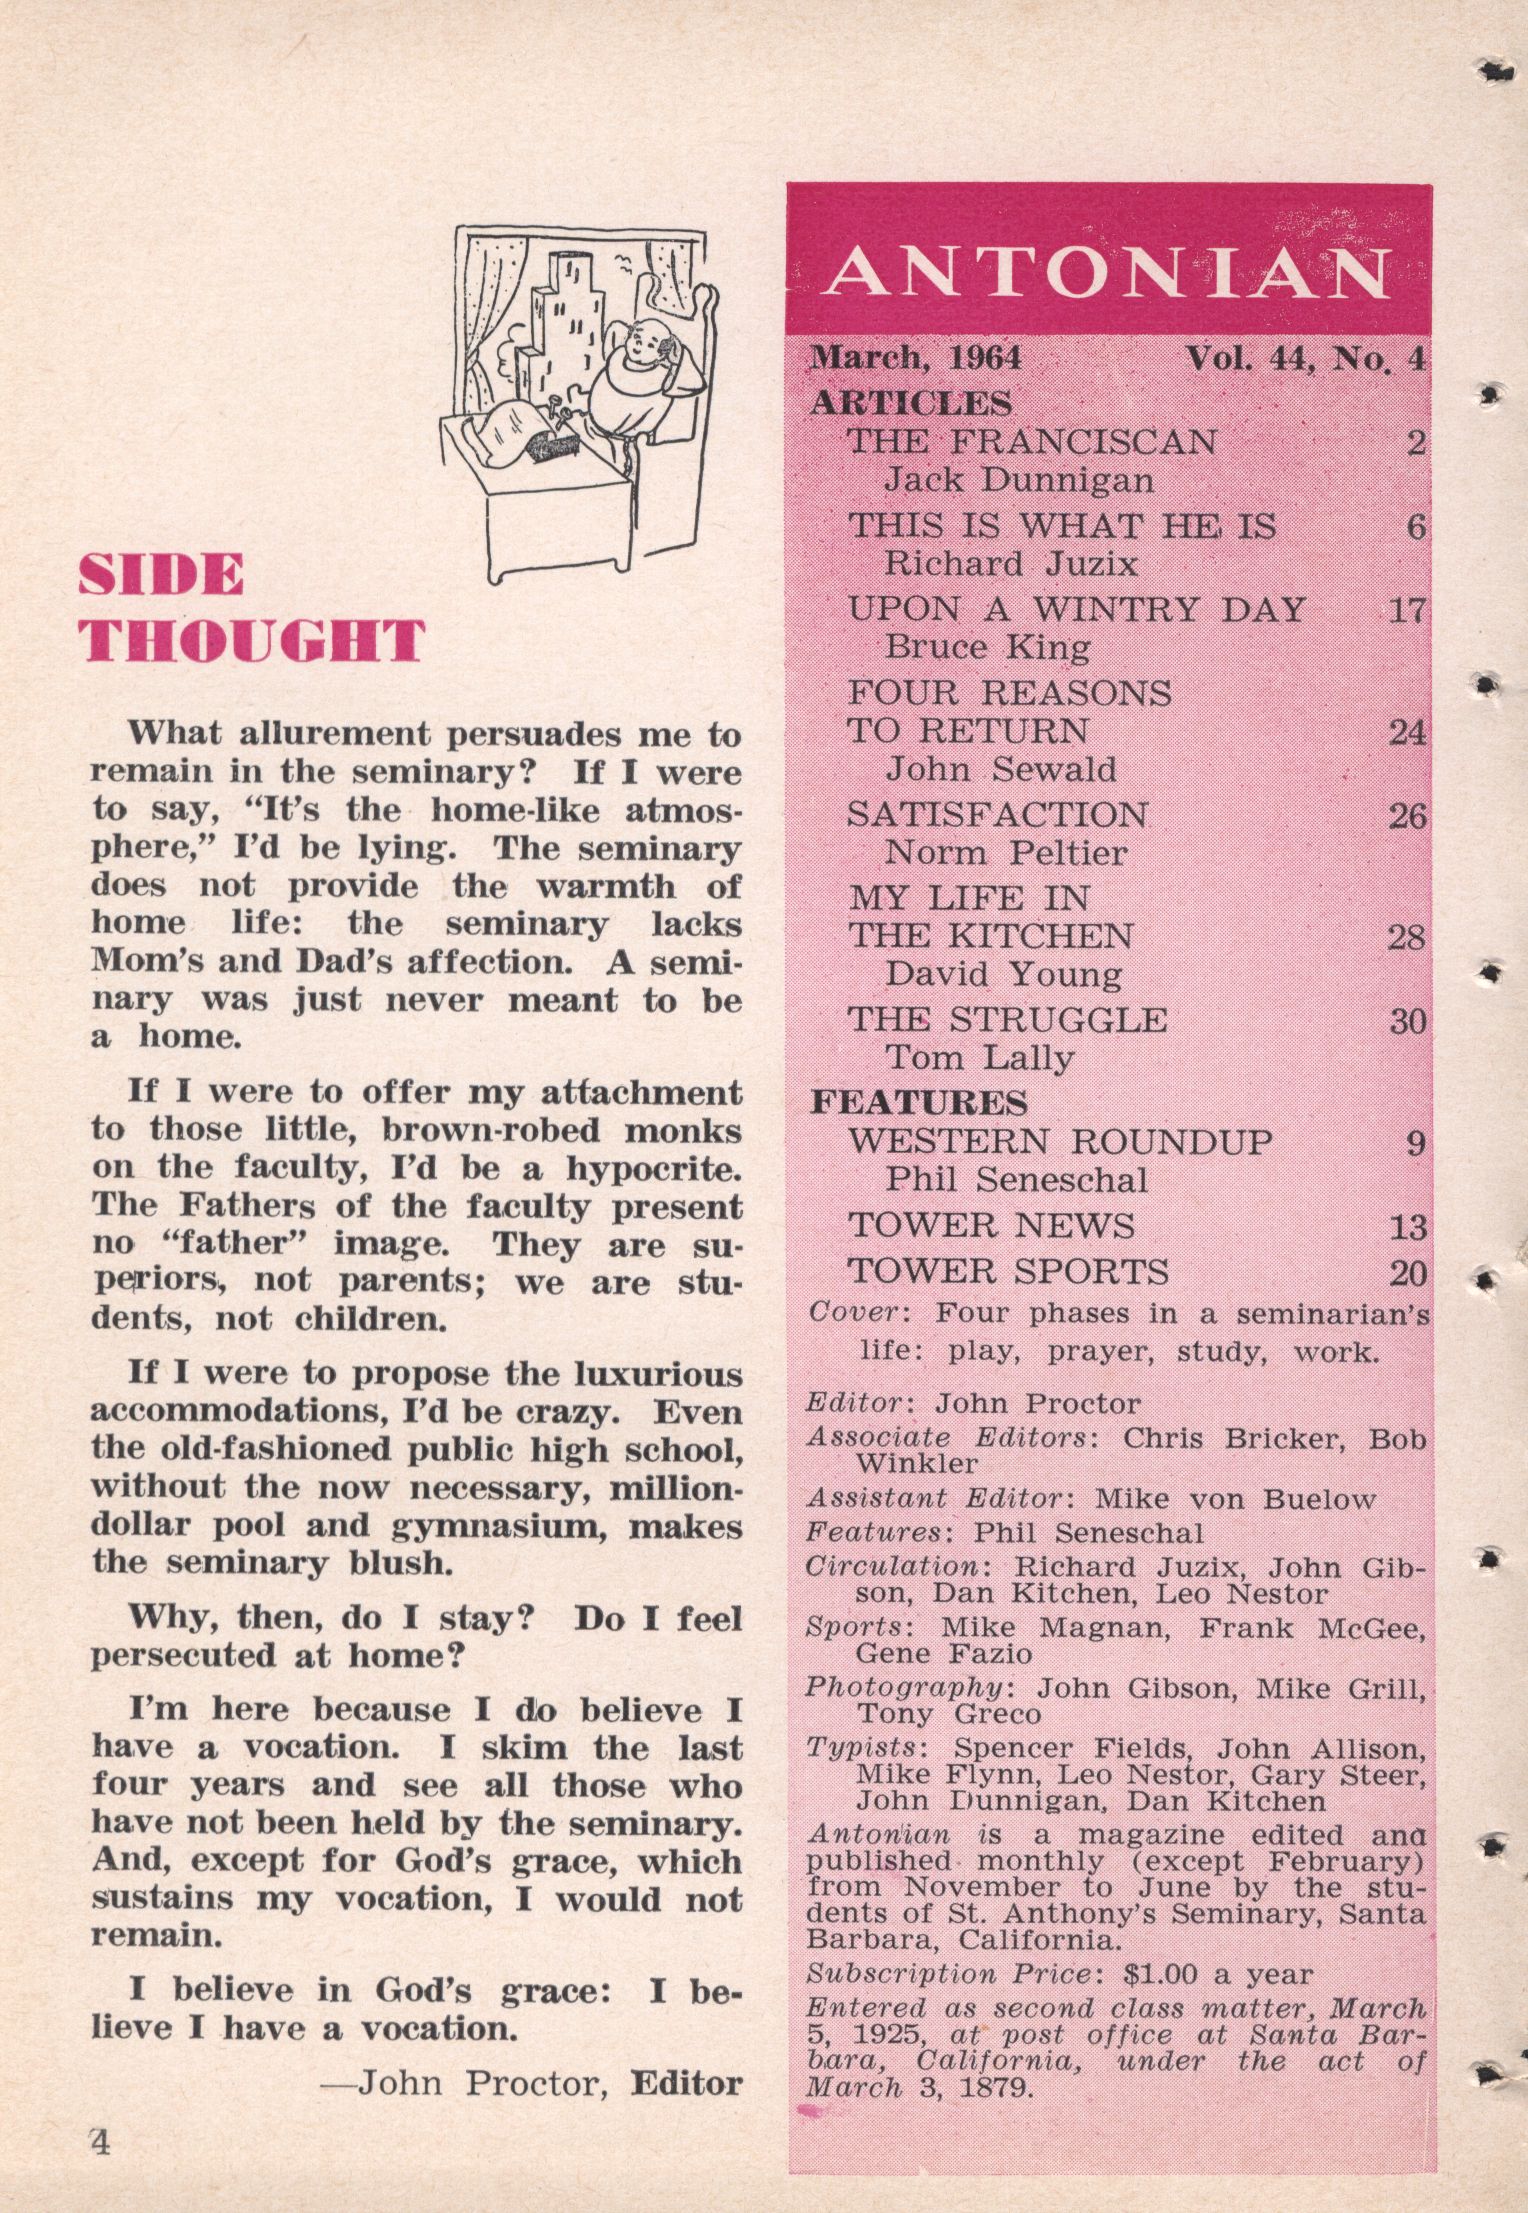 SIDE
THOUGHT
What allurement persuades me to
remain in the seminary? If I were
to say, “It’s the home-like atmos-
phere,” I’d be lying. The seminary
does not provide the warmth of
home life: the seminary lacks
Mom’s and Dad’s affection. A semi-
nary was just never meant to be
a home.
If I were to offer my attachment
to those little, brown-robed monks
on the faculty, I’d be a hypocrite.
The Fathers of the faculty present
no “father” image. They are su-
periors, not parents; we are stu-
dents, not children.
If I were to propose the luxurious
accommodations, I’d be crazy. Even
the old-fashioned public high school,
without the now necessary, million-
dollar pool and gymnasium, makes
the seminary blush.
Why, then, do I stay? Do I feel
persecuted at home?
I’m here because I do believe I
have a vocation. I skim the last
four years and see all those who
have not been held by the seminary.
And, except for God’s grace, which
sustains my vocation, I would not
remain.
I believe in God’s grace: I be-
lieve I have a vocation.
—John Proctor, Editor
4
ANTONIAN
March, 1964 Vol. 44, No. 4
ARTICLES
THE FRANCISCAN 2
Jack Dunnigan
THIS IS WHAT HE IS 6
Richard Juzix
UPON A WINTRY DAY 17
Bruce King
FOUR REASONS
TO RETURN 24
John Sewald
SATISFACTION 26
Norm Peltier
MY LIFE IN
THE KITCHEN 28
David Young
THE STRUGGLE 30
Tom Lally
FEATURES
WESTERN ROUNDUP 9
Phil Seneschal
TOWER NEWS 13
TOWER SPORTS 20
Cover: Four phases in a seminarian’s
life: play, prayer, study, work.
Editor: John Proctor
Associate Editors: Chris Bricker, Bob
Winkler
Assistant Editor: Mike von Buelow
Features: Phil Seneschal
Circulation: Richard Juzix, John Gib-
son, Dan Kitchen, Leo Nestor
Sports: Mike Magnan, Frank McGee,
Gene Fazio
Photography: John Gibson, Mike Grill,
Tony Greco
Typists: Spencer Fields, John Allison,
Mike Flynn, Leo Nestor, Gary Steer,
John Dunnigan, Dan Kitchen
Antonian is a magazine edited and
published monthly (except February)
from November to June by the stu-
dents of St. Anthony’s Seminary, Santa
Barbara, California.
Subscription Price: $1.00 a year
Entered as second class matter, March
5, 1925, at post office at Santa Bar-
bara, California, under the act of
March 3, 1879.